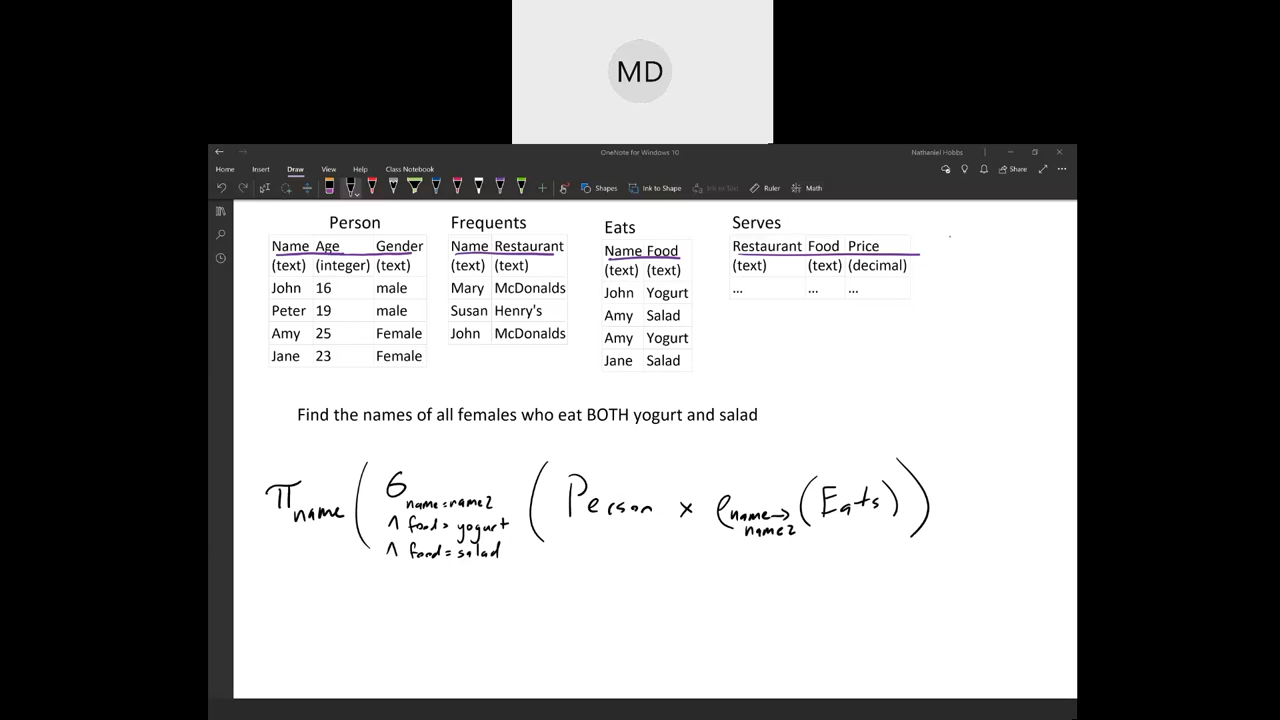 MD
OneNote for Windows 10
Nathaniel Hobbs
Home Insert Draw View Help Class Notebook
Share
Shapes Ink to Shape Ink to Text Ruler Math
Person
Name Age Gender
(text) (integer) (text)
John 16 male
Peter 19 male
Amy 25 Female
Jane 23 Female
Frequents
Name Restaurant
(text) (text)
Mary McDonalds
Susan Henry's
John McDonalds
Eats
Name Food
(text) (text)
John Yogurt
Amy Salad
Amy Yogurt
Jane Salad
Serves
Restaurant Food Price
(text) (text) (decimal)
... ... ...
Find the names of all females who eat BOTH yogurt and salad
π name ( σ name=name2 ( Person × ρ name→ (Eats) )
∧ food = yogurt name2
∧ food = salad